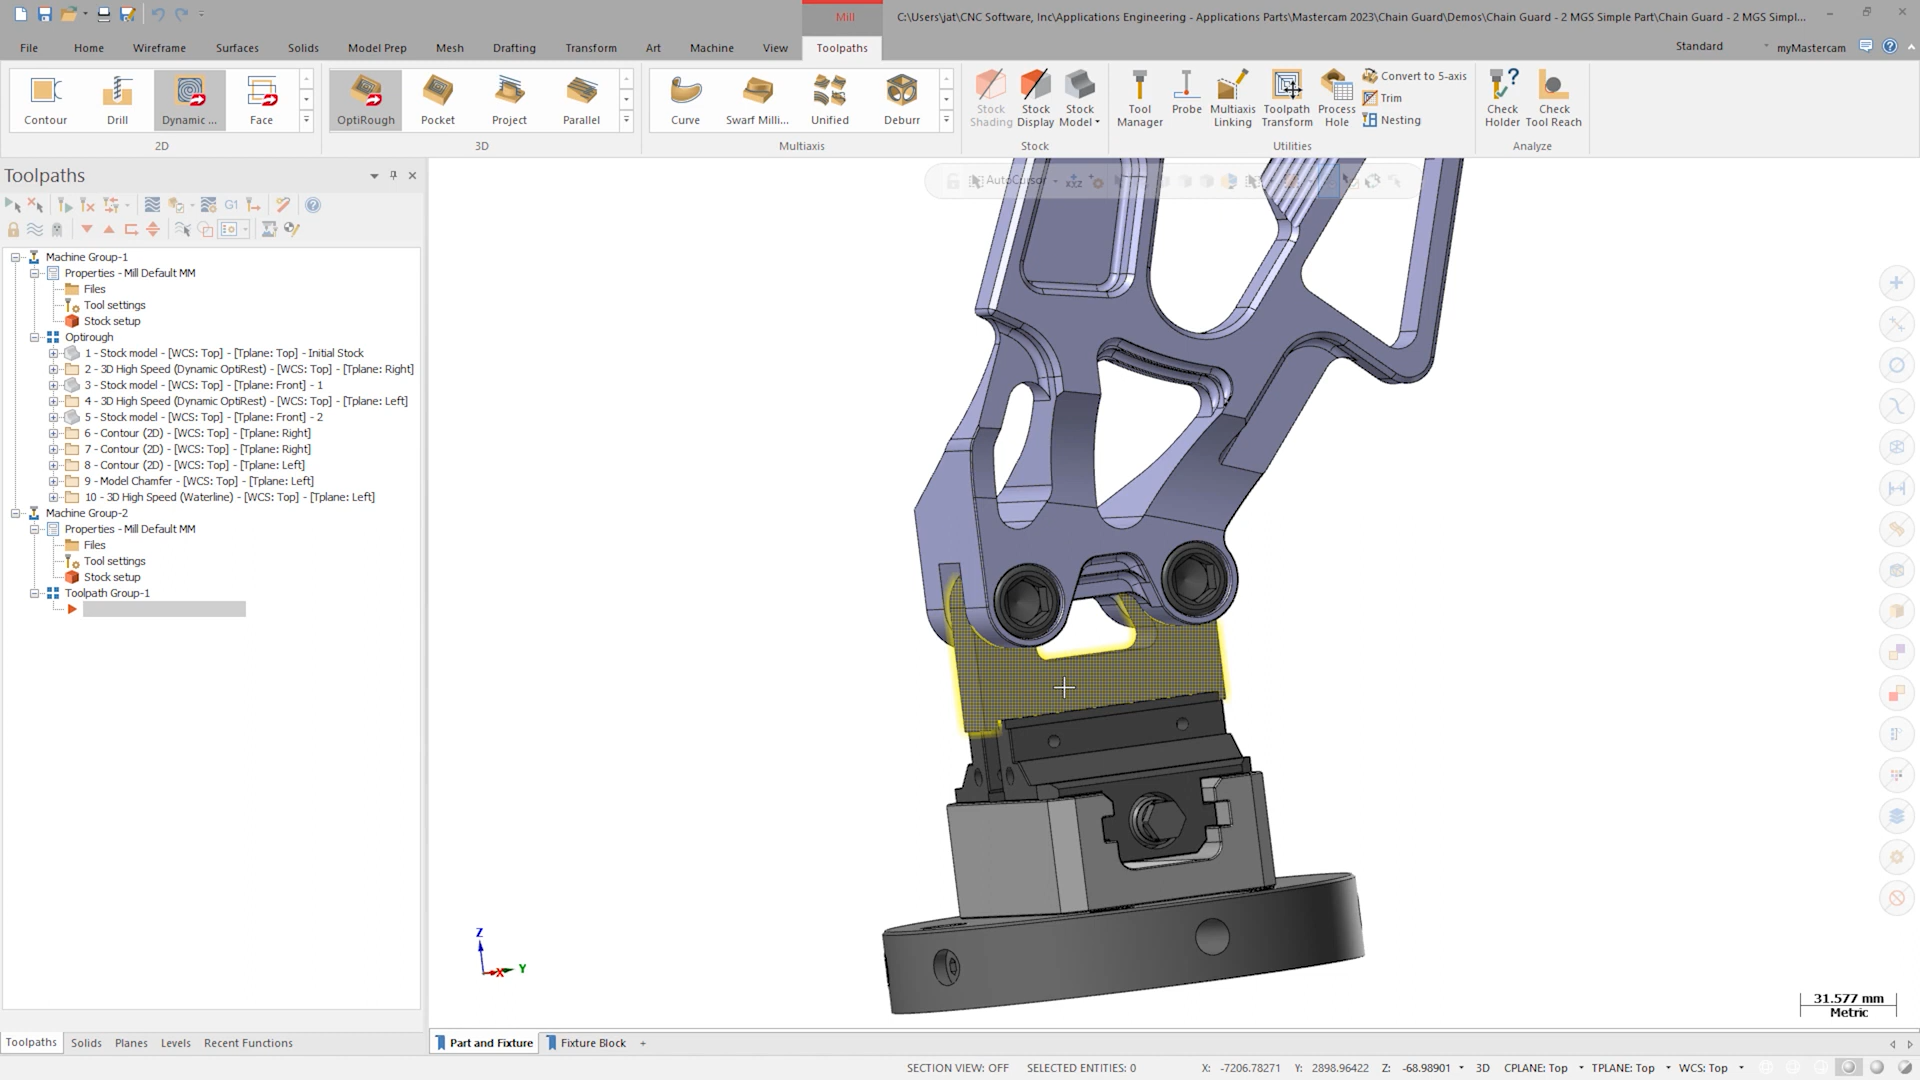 Mill
C:\Users\jat\CNC Software, Inc\Applications Engineering - Applications Parts\Mastercam 2023\Chain Guard\Demos\Chain Guard - 2 MGS Simple Part\Chain Guard - 2 MGS Simpl...
File Home Wireframe Surfaces Solids Model Prep Mesh Drafting Transform Art Machine View Toolpaths
Standard myMastercam
Contour Drill Dynamic ... Face
2D
OptiRough Pocket Project Parallel
3D
Curve Swarf Milli... Unified Deburr
Multiaxis
Stock Shading
Stock Display
Stock Model
Stock
Tool Manager
Probe
Multiaxis Linking
Toolpath Transform
Process Hole
Convert to 5-axis
Trim
Nesting
Utilities
Check Holder
Check Tool Reach
Analyze
Toolpaths
AutoCursor
G1
Machine Group-1
Properties - Mill Default MM
Files
Tool settings
Stock setup
Optirough
1 - Stock model - [WCS: Top] - [Tplane: Top] - Initial Stock
2 - 3D High Speed (Dynamic OptiRest) - [WCS: Top] - [Tplane: Right]
3 - Stock model - [WCS: Top] - [Tplane: Front] - 1
4 - 3D High Speed (Dynamic OptiRest) - [WCS: Top] - [Tplane: Left]
5 - Stock model - [WCS: Top] - [Tplane: Front] - 2
6 - Contour (2D) - [WCS: Top] - [Tplane: Right]
7 - Contour (2D) - [WCS: Top] - [Tplane: Right]
8 - Contour (2D) - [WCS: Top] - [Tplane: Left]
9 - Model Chamfer - [WCS: Top] - [Tplane: Left]
10 - 3D High Speed (Waterline) - [WCS: Top] - [Tplane: Left]
Machine Group-2
Properties - Mill Default MM
Files
Tool settings
Stock setup
Toolpath Group-1
Z
X Y
31.577 mm
Metric
Toolpaths Solids Planes Levels Recent Functions
Part and Fixture Fixture Block +
SECTION VIEW: OFF SELECTED ENTITIES: 0 X: -7206.78271 Y: 2898.96422 Z: -68.98901 3D CPLANE: Top TPLANE: Top WCS: Top